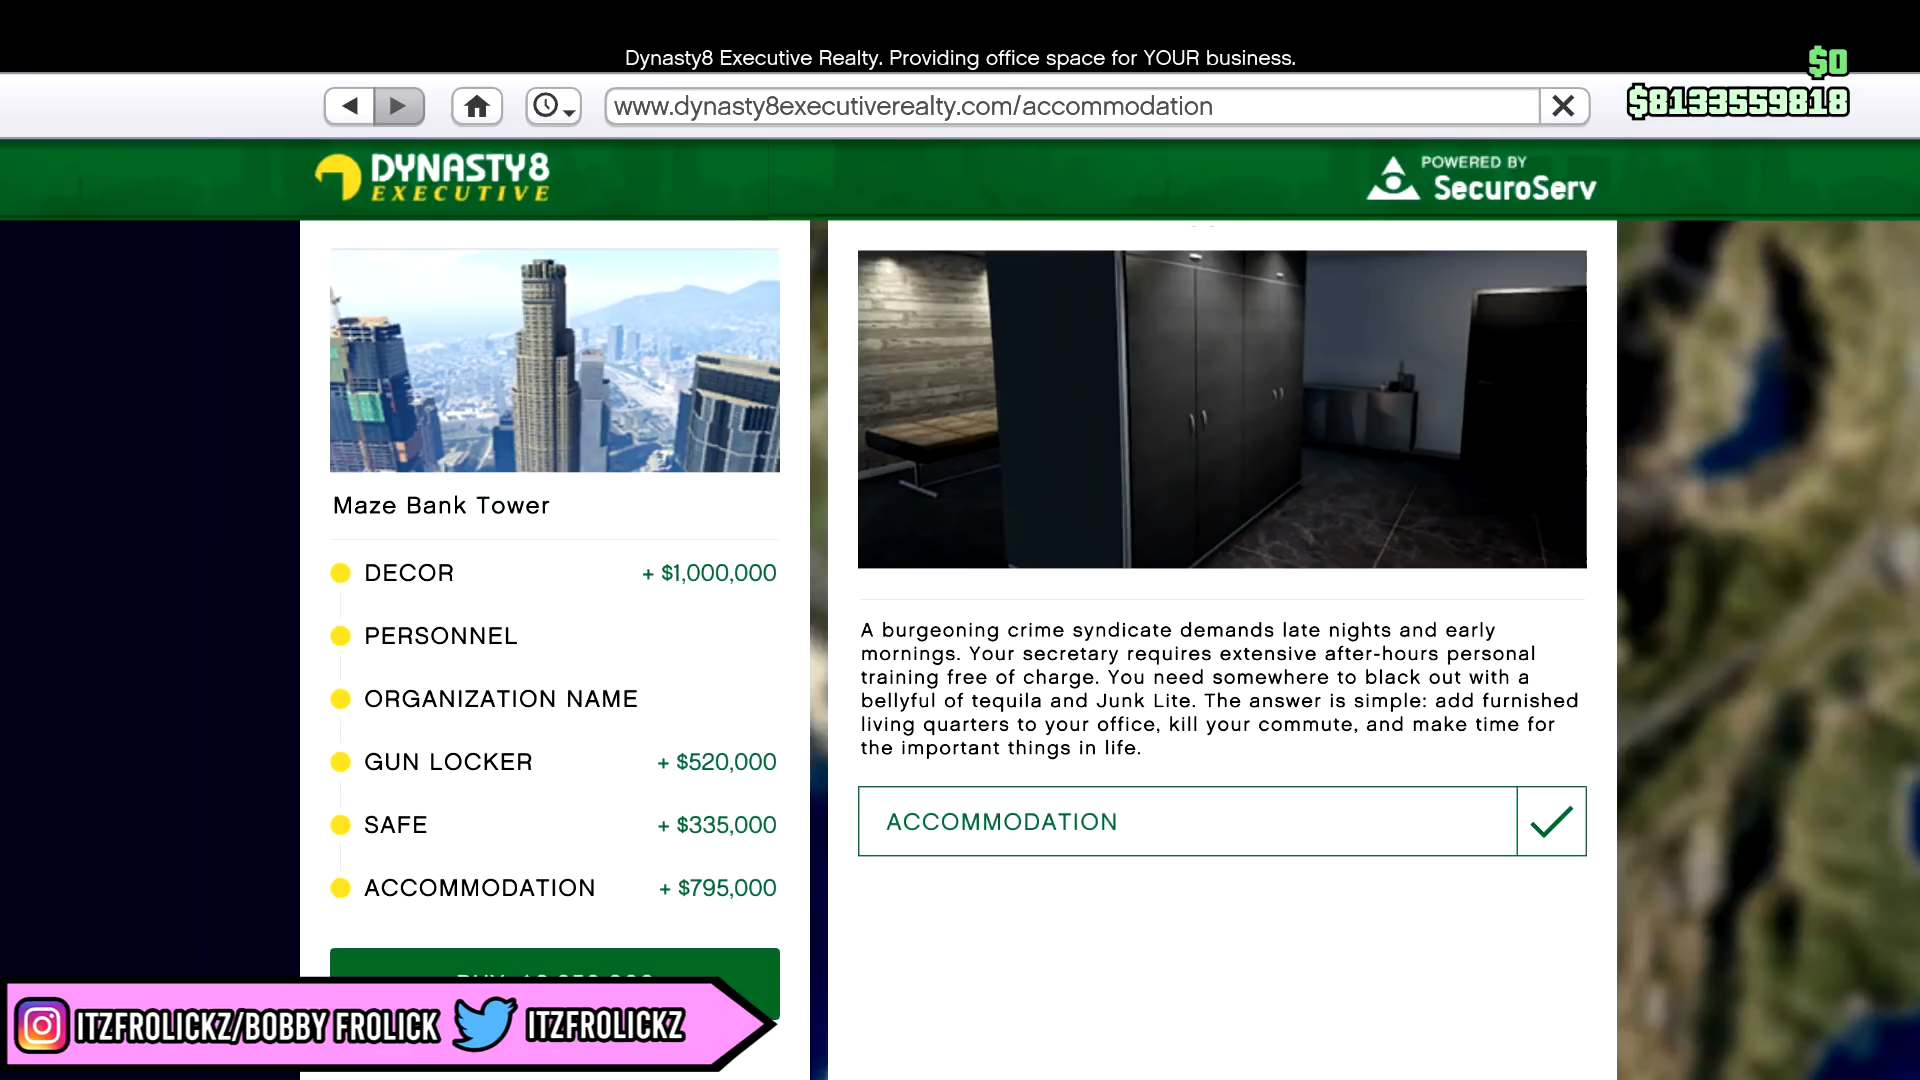 Dynasty8 Executive Realty. Providing office space for YOUR business.
$0
$8133559818
www.dynasty8executiverealty.com/accommodation
DYNASTY8
EXECUTIVE
POWERED BY
SecuroServ
Maze Bank Tower
DECOR + $1,000,000
PERSONNEL
ORGANIZATION NAME
GUN LOCKER + $520,000
SAFE + $335,000
ACCOMMODATION + $795,000
A burgeoning crime syndicate demands late nights and early
mornings. Your secretary requires extensive after-hours personal
training free of charge. You need somewhere to black out with a
bellyful of tequila and Junk Lite. The answer is simple: add furnished
living quarters to your office, kill your commute, and make time for
the important things in life.
ACCOMMODATION
ITZFROLICKZ/BOBBY FROLICK ITZFROLICKZ